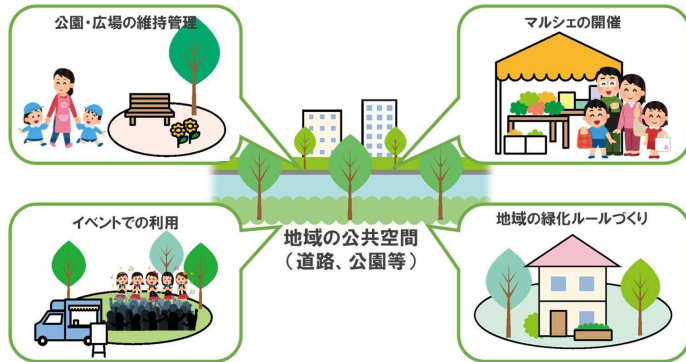 公園・広場の維持管理
マルシェの開催
イベントでの利用
地域の公共空間
（道路、公園等）
地域の緑化ルールづくり